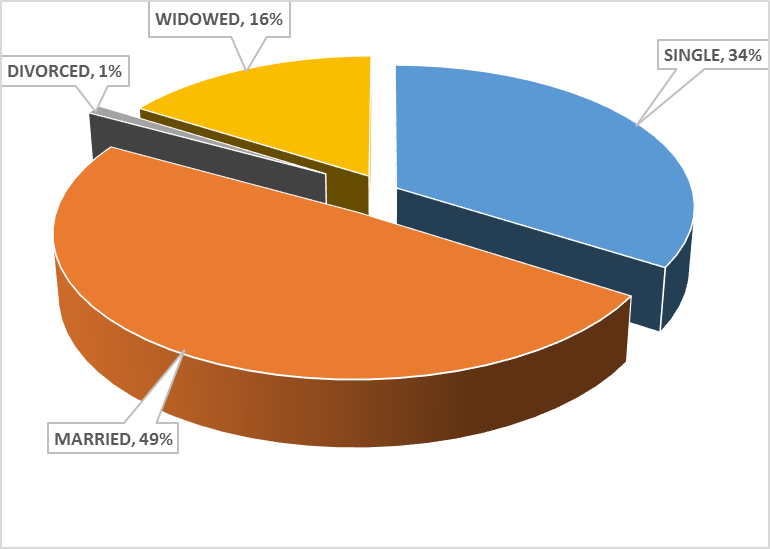 WIDOWED, 16%
SINGLE, 34%
DIVORCED, 1%
MARRIED, 49%